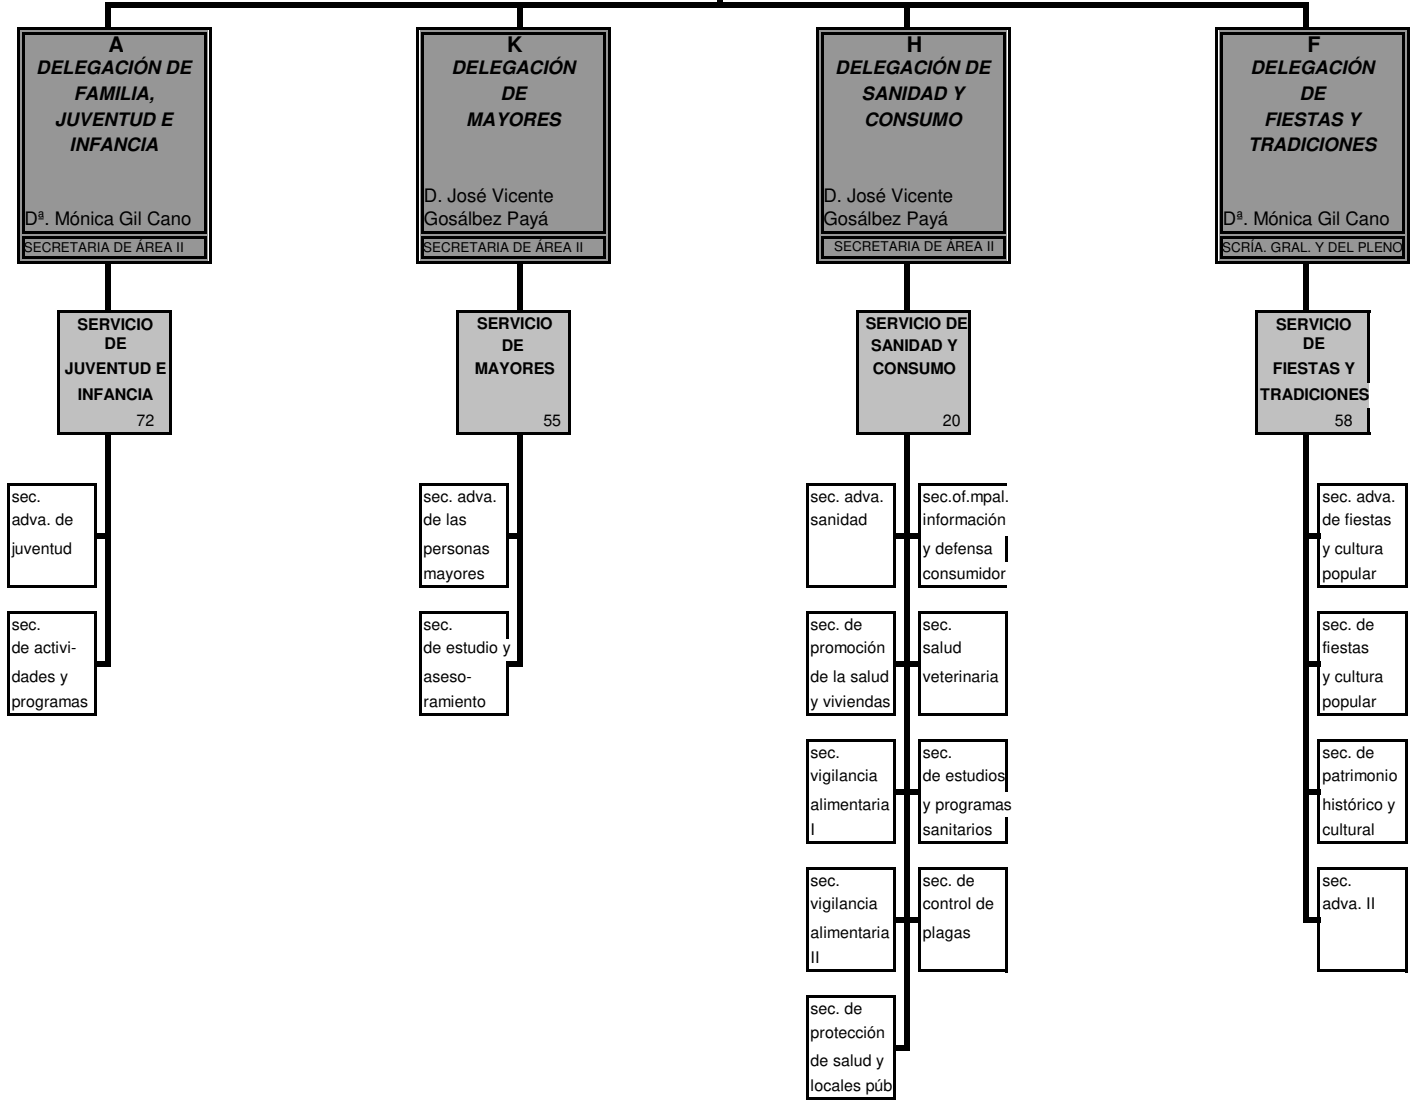 A
DELEGACIÓN DE
FAMILIA,
JUVENTUD E
INFANCIA
Dª. Mónica Gil Cano
SECRETARIA DE ÁREA II
K
DELEGACIÓN
DE
MAYORES
D. José Vicente
Gosálbez Payá
SECRETARIA DE ÁREA II
H
DELEGACIÓN DE
SANIDAD Y
CONSUMO
D. José Vicente
Gosálbez Payá
SECRETARIA DE ÁREA II
F
DELEGACIÓN
DE
FIESTAS Y
TRADICIONES
Dª. Mónica Gil Cano
SCRÍA. GRAL. Y DEL PLENO
SERVICIO
DE
JUVENTUD E
INFANCIA
72
SERVICIO
DE
MAYORES
55
SERVICIO DE
SANIDAD Y
CONSUMO
20
SERVICIO
DE
FIESTAS Y
TRADICIONES
58
sec.
adva. de
juventud
sec.
de activi-
dades y
programas
sec. adva.
de las
personas
mayores
sec.
de estudio y
aseso-
ramiento
sec. adva.
sanidad
sec.of.mpal.
información
y defensa
consumidor
sec. de
promoción
de la salud
y viviendas
sec.
salud
veterinaria
sec.
vigilancia
alimentaria
I
sec.
de estudios
y programas
sanitarios
sec.
vigilancia
alimentaria
II
sec. de
control de
plagas
sec. de
protección
de salud y
locales púb
sec. adva.
de fiestas
y cultura
popular
sec. de
fiestas
y cultura
popular
sec. de
patrimonio
histórico y
cultural
sec.
adva. II